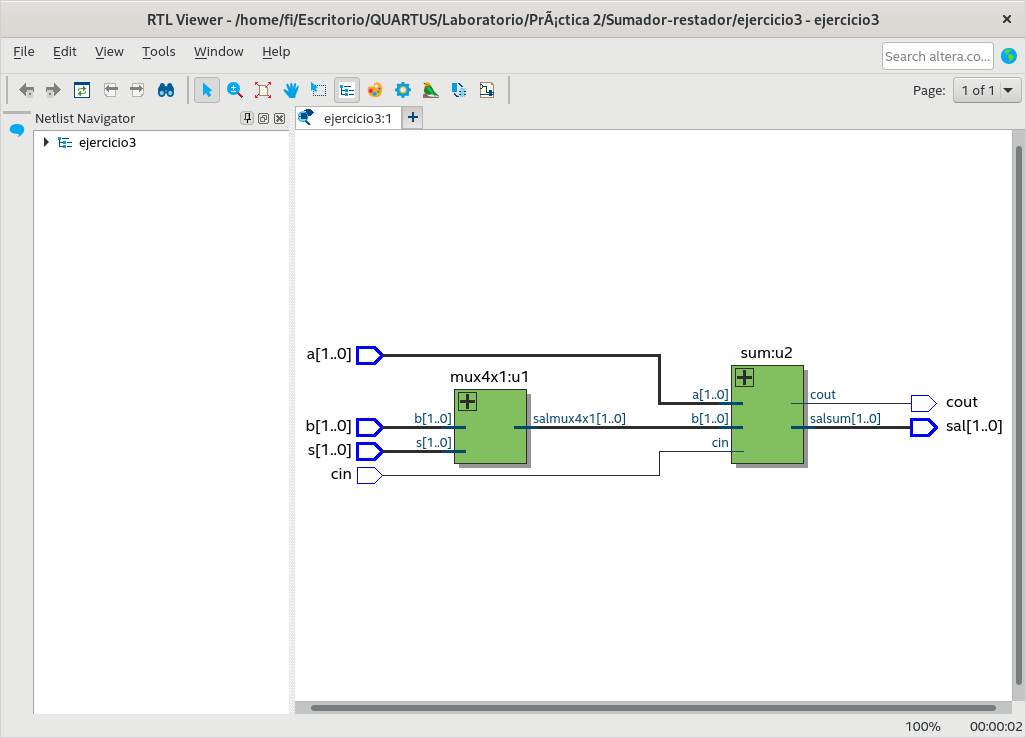 RTL Viewer - /home/fi/Escritorio/QUARTUS/Laboratorio/PrÃ¡ctica 2/Sumador-restador/ejercicio3 - ejercicio3
File Edit View Tools Window Help
Search altera.co...
Page: 1 of 1
Netlist Navigator
ejercicio3:1
ejercicio3
sum:u2
a[1..0]
mux4x1:u1
a[1..0]
cout
cout
b[1..0]
b[1..0]
salmux4x1[1..0]
b[1..0]
salsum[1..0]
sal[1..0]
s[1..0]
s[1..0]
cin
cin
100% 00:00:02